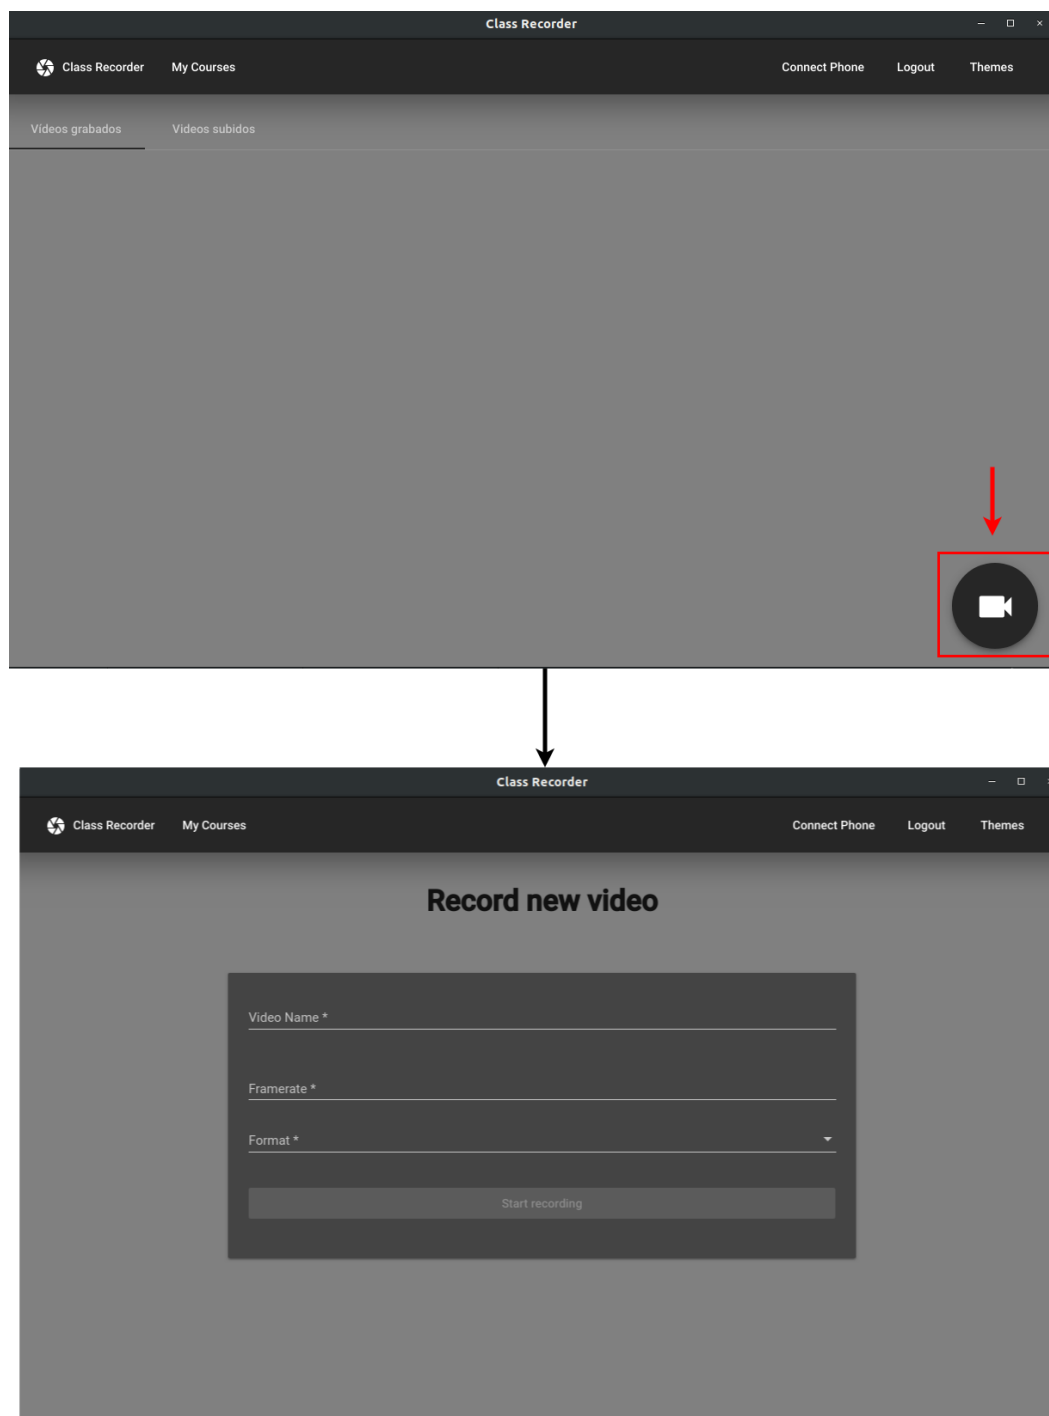 Class Recorder
Class Recorder My Courses Connect Phone Logout Themes
Vídeos grabados Videos subidos
Class Recorder
Class Recorder My Courses Connect Phone Logout Themes
Record new video
Video Name *
Framerate *
Format *
Start recording